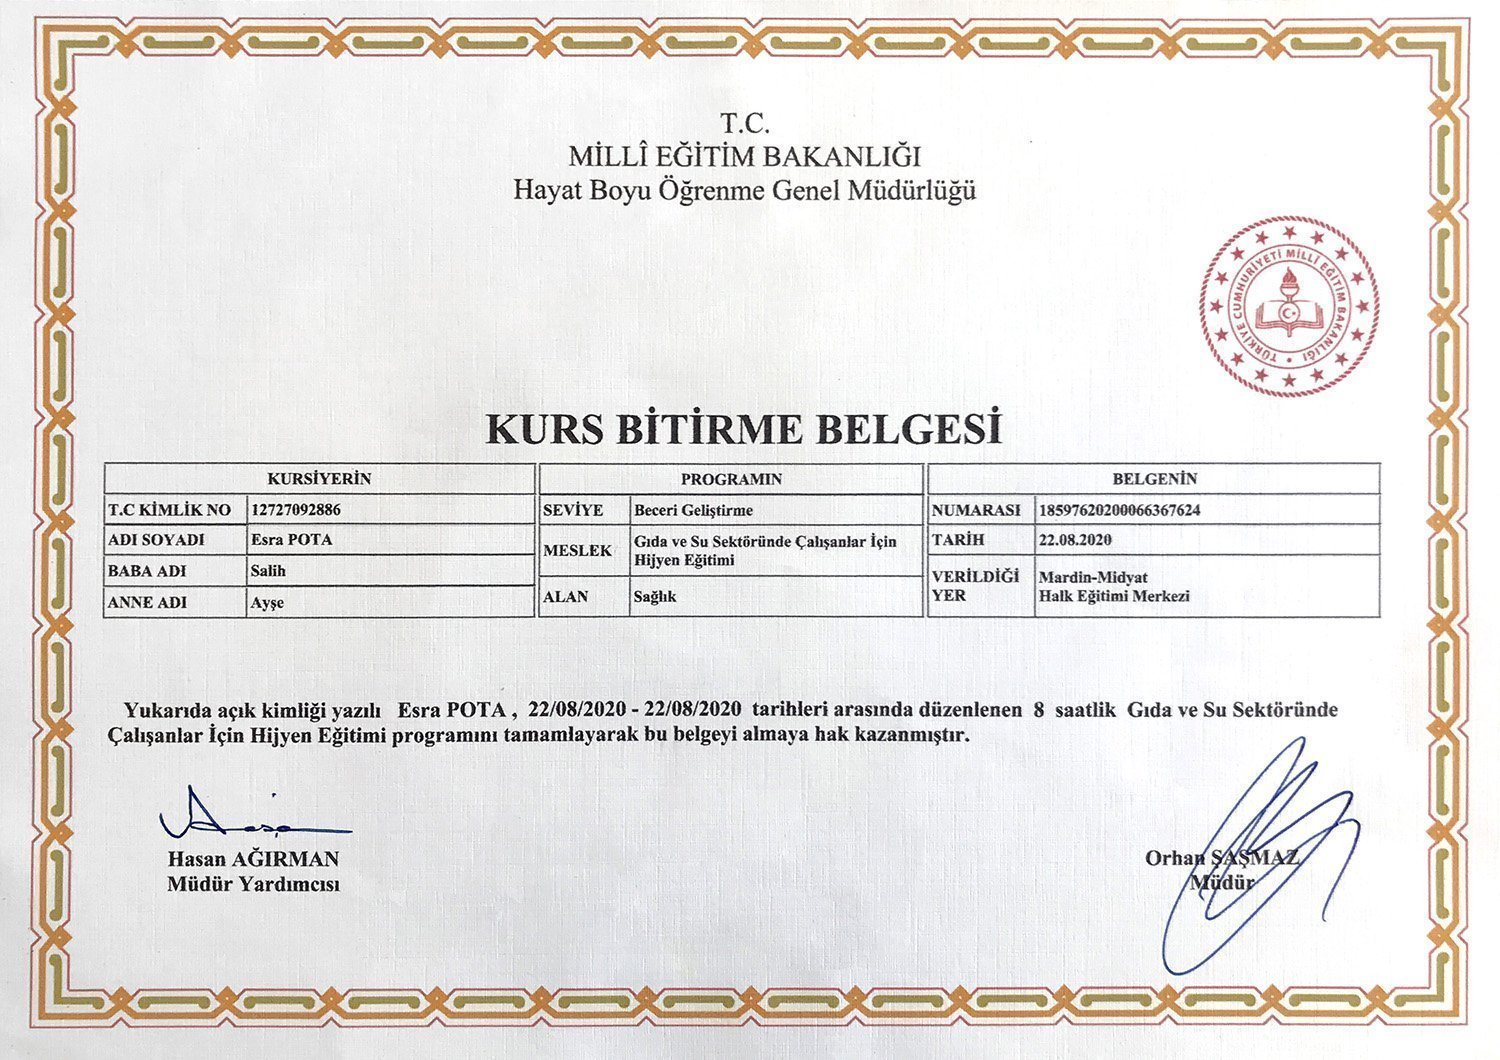 T.C.
MİLLÎ EĞİTİM BAKANLIĞI
Hayat Boyu Öğrenme Genel Müdürlüğü
TÜRKİYE CUMHURİYETİ MİLLÎ EĞİTİM BAKANLIĞI
KURS BİTİRME BELGESİ
KURSİYERİN
T.C KİMLİK NO 12727092886
ADI SOYADI Esra POTA
BABA ADI Salih
ANNE ADI Ayşe
PROGRAMIN
SEVİYE Beceri Geliştirme
MESLEK Gıda ve Su Sektöründe Çalışanlar İçin
Hijyen Eğitimi
ALAN Sağlık
BELGENİN
NUMARASI 18597620200066367624
TARİH 22.08.2020
VERİLDİĞİ Mardin-Midyat
YER Halk Eğitimi Merkezi
Yukarıda açık kimliği yazılı Esra POTA , 22/08/2020 - 22/08/2020 tarihleri arasında düzenlenen 8 saatlik Gıda ve Su Sektöründe
Çalışanlar İçin Hijyen Eğitimi programını tamamlayarak bu belgeyi almaya hak kazanmıştır.
Hasan AĞIRMAN
Müdür Yardımcısı
Orhan ŞAŞMAZ
Müdür